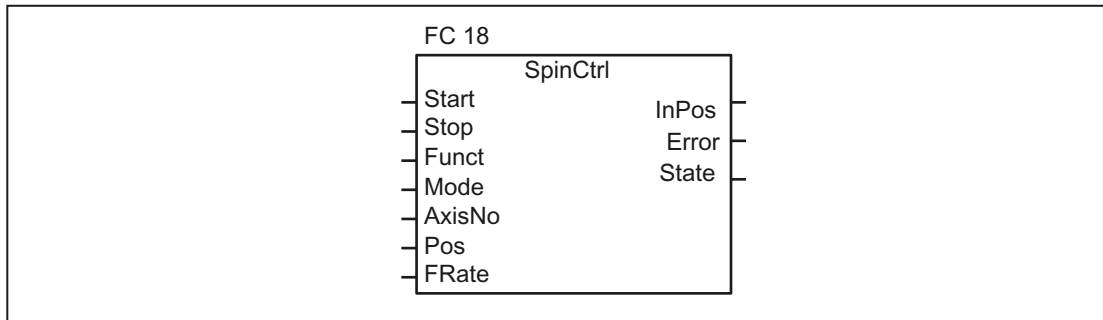 FC 18
SpinCtrl
Start
Stop
Funct
Mode
AxisNo
Pos
FRate
InPos
Error
State